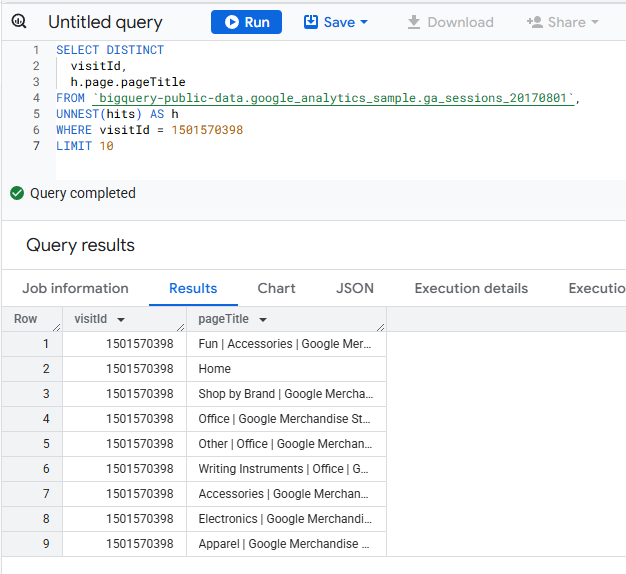 Untitled query Run Save Download Share
1 SELECT DISTINCT
2 visitId,
3 h.page.pageTitle
4 FROM `bigquery-public-data.google_analytics_sample.ga_sessions_20170801`,
5 UNNEST(hits) AS h
6 WHERE visitId = 1501570398
7 LIMIT 10
Query completed
Query results
Job information Results Chart JSON Execution details Executio
Row visitId pageTitle
1 1501570398 Fun | Accessories | Google Mer...
2 1501570398 Home
3 1501570398 Shop by Brand | Google Mercha...
4 1501570398 Office | Google Merchandise St...
5 1501570398 Other | Office | Google Merchan...
6 1501570398 Writing Instruments | Office | G...
7 1501570398 Accessories | Google Merchan...
8 1501570398 Electronics | Google Merchandi...
9 1501570398 Apparel | Google Merchandise ...